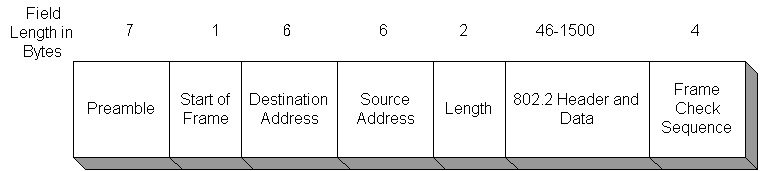 Field
Length in
Bytes
7 1 6 6 2 46-1500 4
Preamble
Start of
Frame
Destination
Address
Source
Address
Length
802.2 Header and
Data
Frame
Check
Sequence